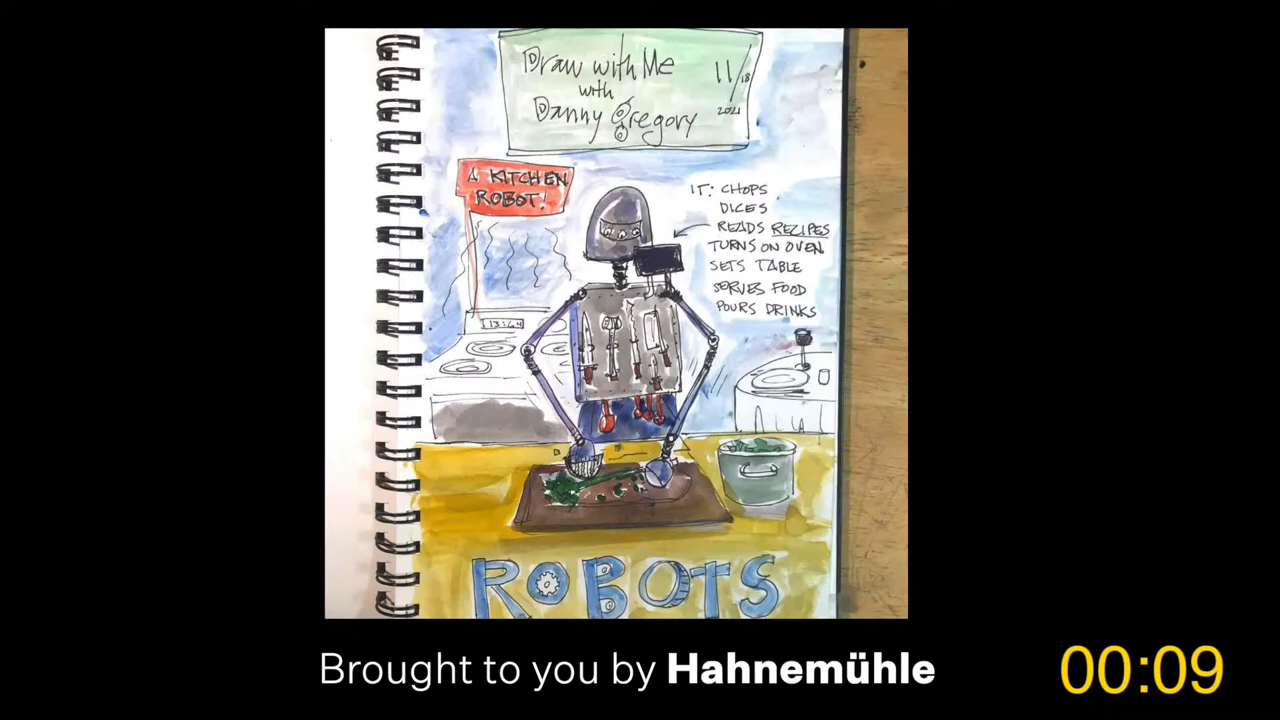 Draw with Me
with
Danny Gregory
11/18
2021
A KITCHEN
ROBOT!
IT: CHOPS
DICES
READS RECIPES
TURNS ON OVEN
SETS TABLE
SERVES FOOD
POURS DRINKS
ROBOTS
Brought to you by Hahnemühle
00:09